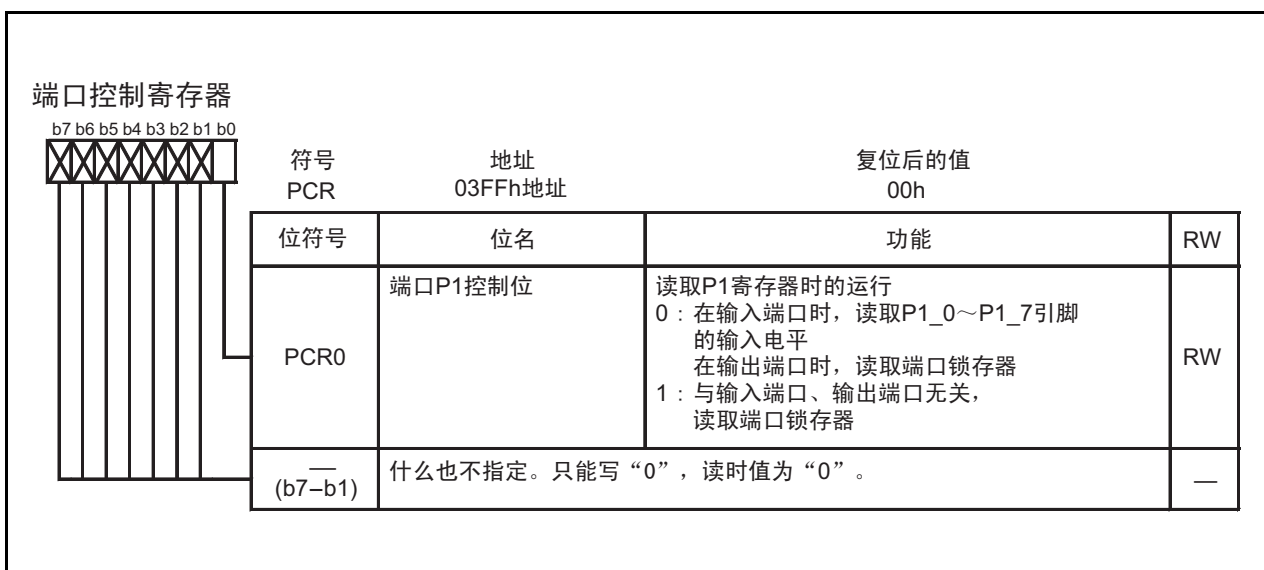 端口控制寄存器
b7 b6 b5 b4 b3 b2 b1 b0
符号 地址 复位后的值
PCR 03FFh地址 00h
位符号 位名 功能 RW
PCR0
端口P1控制位
读取P1寄存器时的运行
0：在输入端口时，读取P1_0～P1_7引脚
的输入电平
在输出端口时，读取端口锁存器
1：与输入端口、输出端口无关，
读取端口锁存器
RW
—
(b7–b1)
什么也不指定。只能写“0”，读时值为“0”。
—